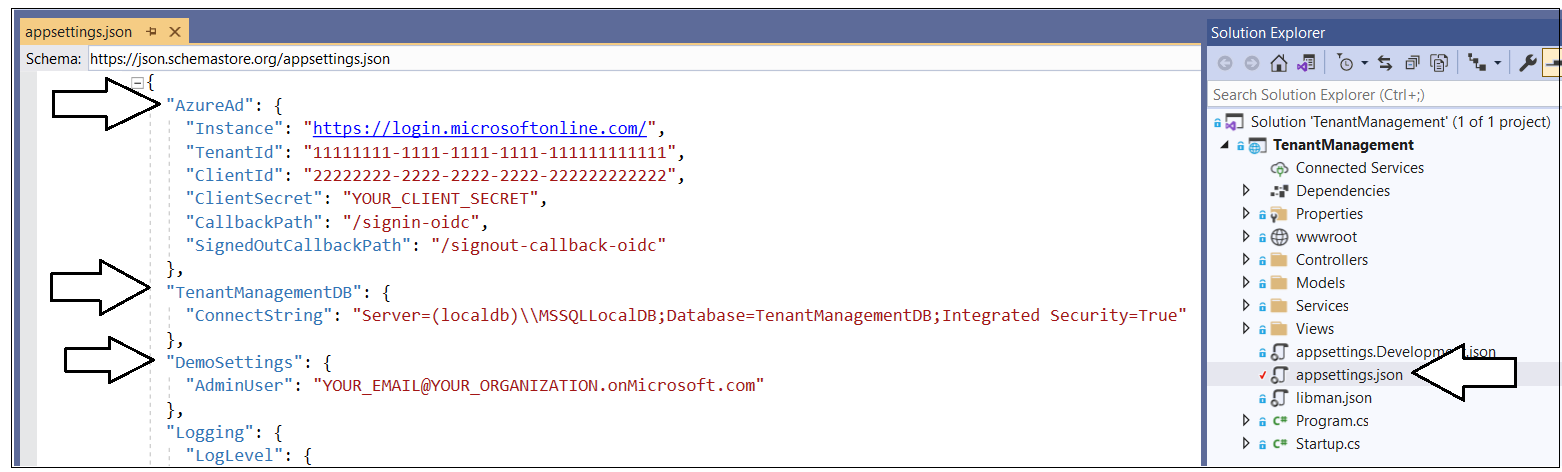 appsettings.json
Schema: https://json.schemastore.org/appsettings.json
{
"AzureAd": {
"Instance": "https://login.microsoftonline.com/",
"TenantId": "11111111-1111-1111-1111-111111111111",
"ClientId": "22222222-2222-2222-2222-222222222222",
"ClientSecret": "YOUR_CLIENT_SECRET",
"CallbackPath": "/signin-oidc",
"SignedOutCallbackPath": "/signout-callback-oidc"
},
"TenantManagementDB": {
"ConnectString": "Server=(localdb)\\MSSQLLocalDB;Database=TenantManagementDB;Integrated Security=True"
},
"DemoSettings": {
"AdminUser": "YOUR_EMAIL@YOUR_ORGANIZATION.onMicrosoft.com"
},
"Logging": {
"LogLevel": {
Solution Explorer
Search Solution Explorer (Ctrl+;)
Solution 'TenantManagement' (1 of 1 project)
TenantManagement
Connected Services
Dependencies
Properties
wwwroot
Controllers
Models
Services
Views
appsettings.Development.json
appsettings.json
libman.json
C# Program.cs
C# Startup.cs